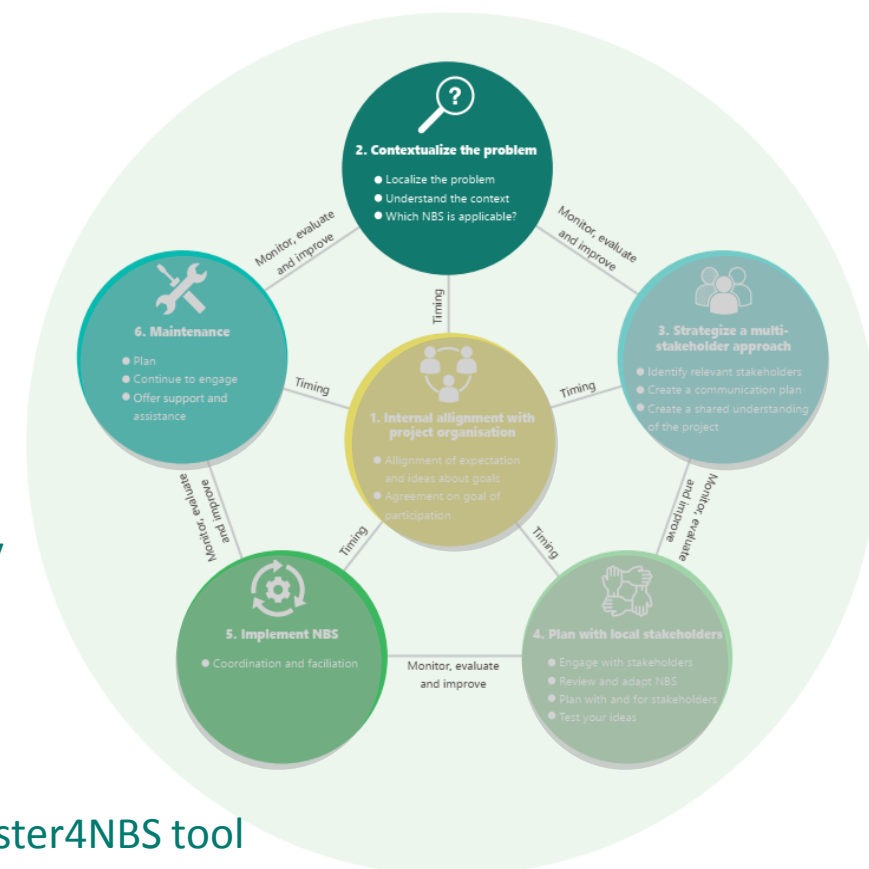 ?
2. Contextualize the problem
● Localize the problem
● Understand the context
● Which NBS is applicable?
Monitor, evaluate
and improve
Monitor, evaluate
and improve
Timing
6. Maintenance
● Plan
● Continue to engage
● Offer support and
assistance
3. Strategize a multi-
stakeholder approach
● Identify relevant stakeholders
● Create a communication plan
● Create a shared understanding
of the project
Timing
Timing
1. Internal allignment with
project organisation
● Allignment of expectation
and ideas about goals
● Agreement on goal of
participation
Monitor, evaluate
and improve
Monitor, evaluate
and improve
Timing
Timing
5. Implement NBS
● Coordination and faciliation
4. Plan with local stakeholders
● Engage with stakeholders
● Review and adapt NBS
● Plan with and for stakeholders
● Test your ideas
Monitor, evaluate
and improve
ster4NBS tool